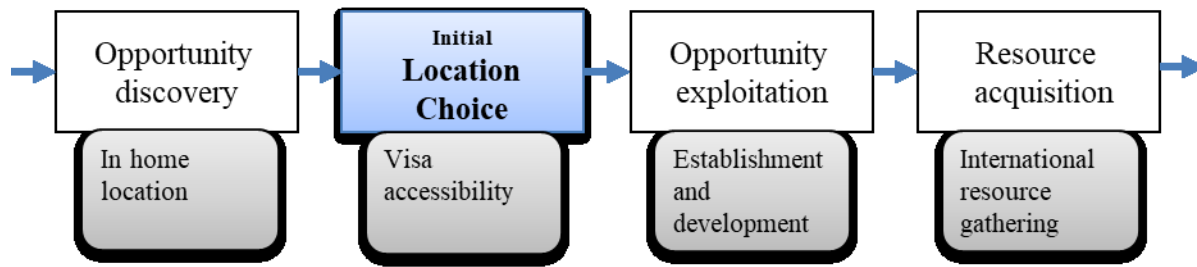 Opportunity
discovery
In home
location
Initial
Location
Choice
Visa
accessibility
Opportunity
exploitation
Establishment
and
development
Resource
acquisition
International
resource
gathering